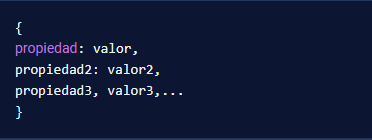 {
propiedad: valor,
propiedad2: valor2,
propiedad3, valor3,...
}